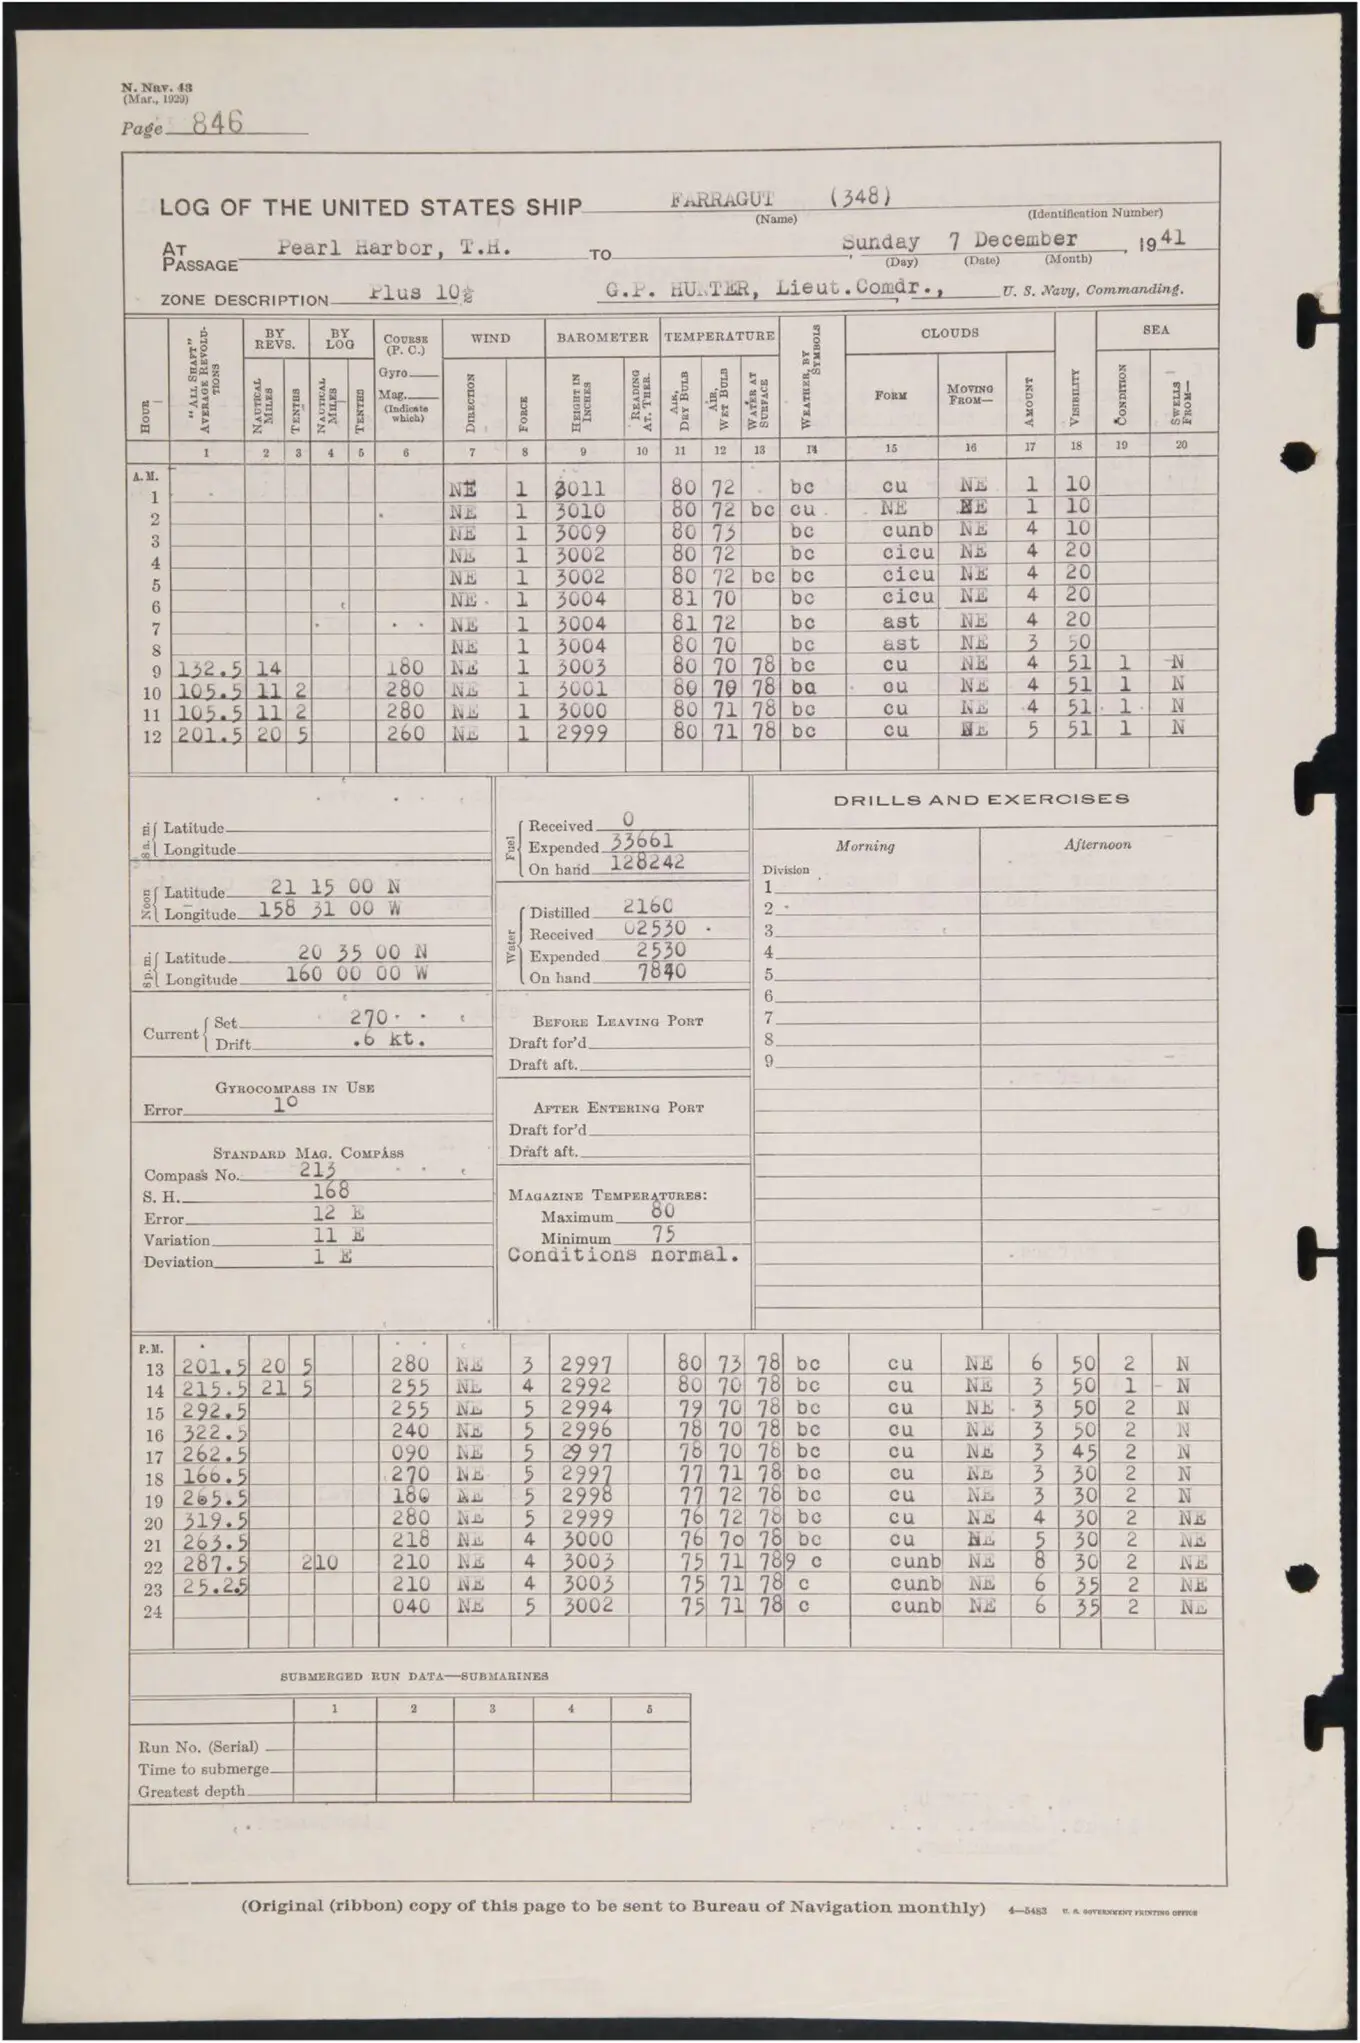 N. Nav. 43
(Mar., 1929)
Page 846
LOG OF THE UNITED STATES SHIP FARRAGUT (348)
(Name) (Identification Number)
AT Pearl Harbor, T.H. TO Sunday 7 December, 1941
PASSAGE (Day) (Date) (Month)
ZONE DESCRIPTION Plus 10½ G.P. HUNTER, Lieut.Comdr., U. S. Navy, Commanding.
HOUR "ALL SHAFT" AVERAGE REVOLUTIONS BY REVS. BY LOG COURSE (P. C.) WIND BAROMETER TEMPERATURE WEATHER, BY SYMBOLS CLOUDS VISIBILITY SEA
NAUTICAL MILES TENTHS NAUTICAL MILES TENTHS Gyro Mag. (Indicate which) DIRECTION FORCE HEIGHT IN INCHES READING AT. THER. AIR, DRY BULB AIR, WET BULB WATER AT SURFACE FORM MOVING FROM— AMOUNT CONDITION SWELLS FROM—
1 2 3 4 5 6 7 8 9 10 11 12 13 14 15 16 17 18 19 20
A.M.
1 NE 1 3011 80 72 bc cu NE 1 10
2 NE 1 3010 80 72 bc cu NE NE 1 10
3 NE 1 3009 80 73 bc cunb NE 4 10
4 NE 1 3002 80 72 bc cicu NE 4 20
5 NE 1 3002 80 72 bc bc cicu NE 4 20
6 NE 1 3004 81 70 bc cicu NE 4 20
7 NE 1 3004 81 72 bc ast NE 4 20
8 NE 1 3004 80 70 bc ast NE 3 50
9 132.5 14 180 NE 1 3003 80 70 78 bc cu NE 4 51 1 N
10 105.5 11 2 280 NE 1 3001 80 70 78 bc cu NE 4 51 1 N
11 105.5 11 2 280 NE 1 3000 80 71 78 bc cu NE 4 51 1 N
12 201.5 20 5 260 NE 1 2999 80 71 78 bc cu NE 5 51 1 N
8 a. m. Latitude
Longitude
Noon Latitude 21 15 00 N
Longitude 158 31 00 W
8 p. m. Latitude 20 35 00 N
Longitude 160 00 00 W
Current Set 270
Drift .6 kt.
GYROCOMPASS IN USE
Error 1°
STANDARD MAG. COMPASS
Compass No. 213
S. H. 168
Error 12 E
Variation 11 E
Deviation 1 E
Fuel Received 0
Expended 33661
On hand 128242
Water Distilled 2160
Received 02530
Expended 2530
On hand 7840
BEFORE LEAVING PORT
Draft for'd
Draft aft.
AFTER ENTERING PORT
Draft for'd
Draft aft.
MAGAZINE TEMPERATURES:
Maximum 80
Minimum 75
Conditions normal.
DRILLS AND EXERCISES
Morning Afternoon
Division
1
2
3
4
5
6
7
8
9
P.M.
13 201.5 20 5 280 NE 3 2997 80 73 78 bc cu NE 6 50 2 N
14 215.5 21 5 255 NE 4 2992 80 70 78 bc cu NE 3 50 1 N
15 292.5 255 NE 5 2994 79 70 78 bc cu NE 3 50 2 N
16 322.5 240 NE 5 2996 78 70 78 bc cu NE 3 50 2 N
17 262.5 090 NE 5 2997 78 70 78 bc cu NE 3 45 2 N
18 166.5 270 NE 5 2997 77 71 78 bc cu NE 3 30 2 N
19 265.5 180 NE 5 2998 77 72 78 bc cu NE 3 30 2 N
20 319.5 280 NE 5 2999 76 72 78 bc cu NE 4 30 2 NE
21 263.5 218 NE 4 3000 76 70 78 bc cu NE 5 30 2 NE
22 287.5 210 210 NE 4 3003 75 71 789 c cunb NE 8 30 2 NE
23 25.25 210 NE 4 3003 75 71 78 c cunb NE 6 35 2 NE
24 040 NE 5 3002 75 71 78 c cunb NE 6 35 2 NE
SUBMERGED RUN DATA—SUBMARINES
1 2 3 4 5
Run No. (Serial)
Time to submerge
Greatest depth
(Original (ribbon) copy of this page to be sent to Bureau of Navigation monthly) 4—5483 U. S. GOVERNMENT PRINTING OFFICE